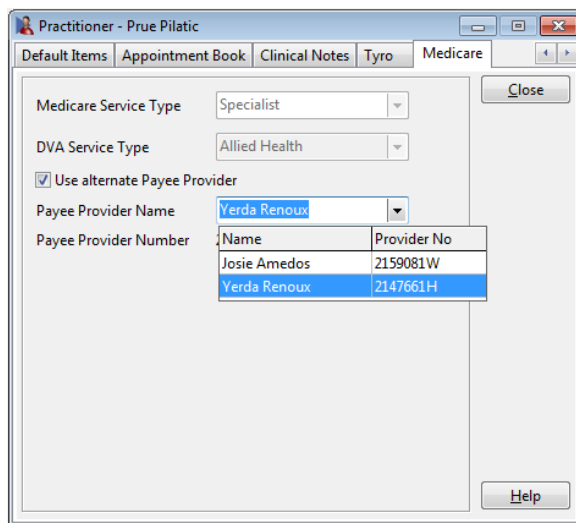 Practitioner - Prue Pilatic
Default Items Appointment Book Clinical Notes Tyro Medicare
Close
Medicare Service Type Specialist
DVA Service Type Allied Health
Use alternate Payee Provider
Payee Provider Name Yerda Renoux
Payee Provider Number
Name Provider No
Josie Amedos 2159081W
Yerda Renoux 2147661H
Help